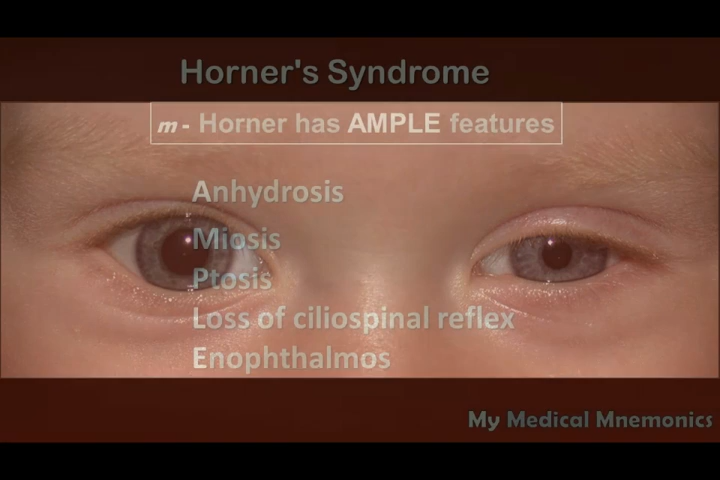 Horner's Syndrome
m - Horner has AMPLE features
Anhydrosis
Miosis
Ptosis
Loss of ciliospinal reflex
Enophthalmos
My Medical Mnemonics